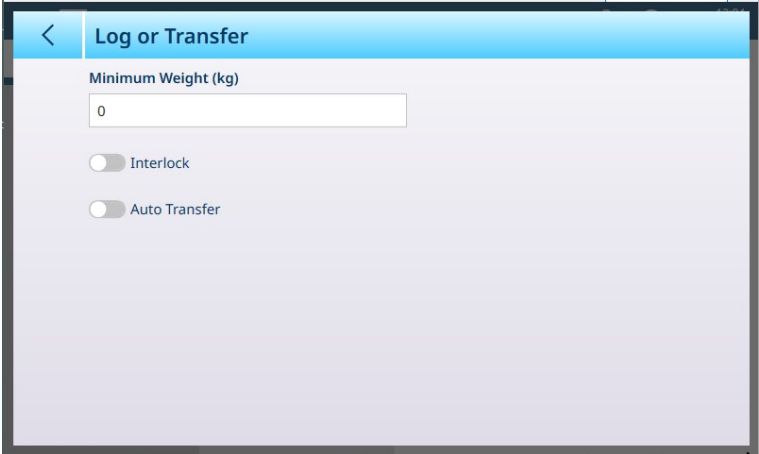 Log or Transfer
Minimum Weight (kg)
0
Interlock
Auto Transfer